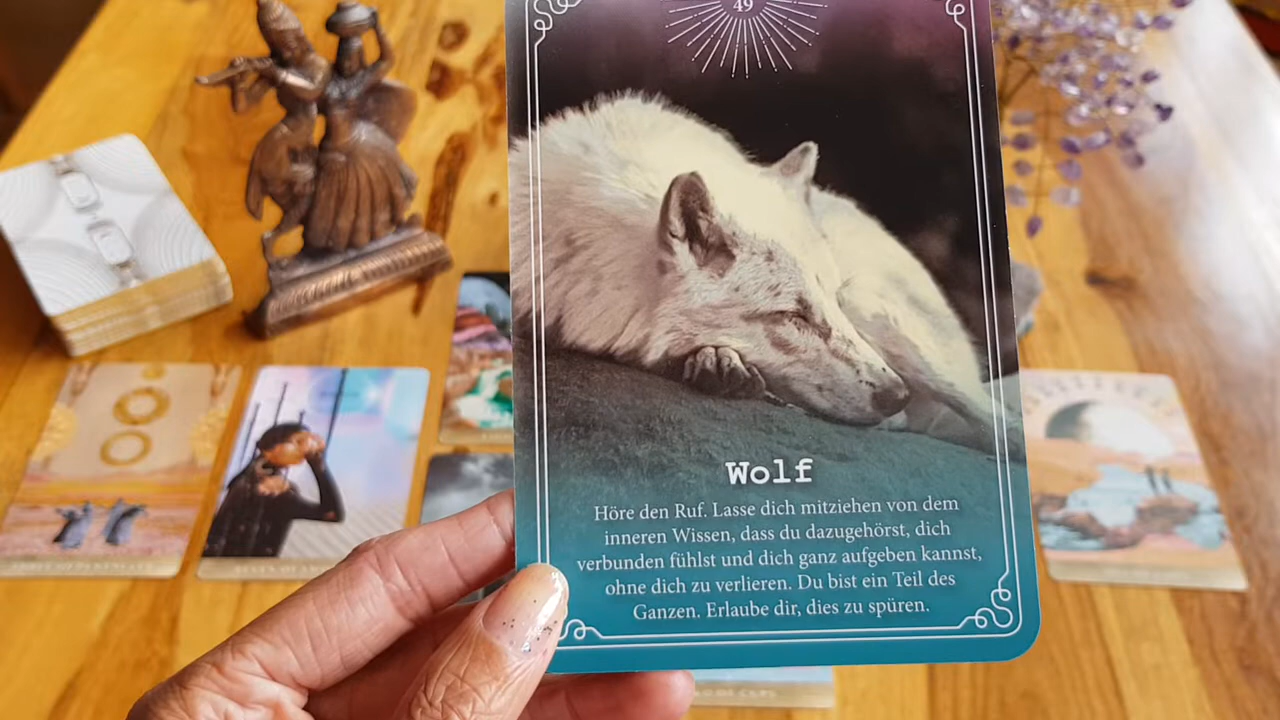 49
Wolf
Höre den Ruf. Lasse dich mitziehen von dem
inneren Wissen, dass du dazugehörst, dich
verbunden fühlst und dich ganz aufgeben kannst,
ohne dich zu verlieren. Du bist ein Teil des
Ganzen. Erlaube dir, dies zu spüren.
OF CUPS